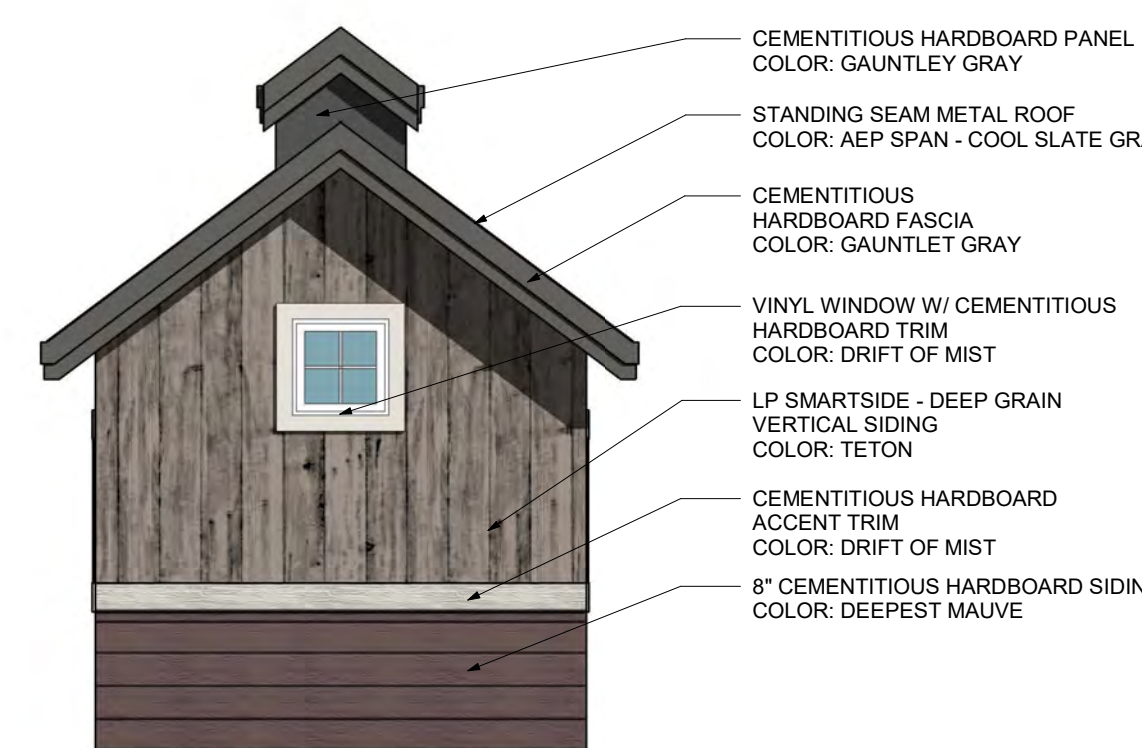 CEMENTITIOUS HARDBOARD PANEL
COLOR: GAUNTLEY GRAY
STANDING SEAM METAL ROOF
COLOR: AEP SPAN - COOL SLATE GRA
CEMENTITIOUS
HARDBOARD FASCIA
COLOR: GAUNTLET GRAY
VINYL WINDOW W/ CEMENTITIOUS
HARDBOARD TRIM
COLOR: DRIFT OF MIST
LP SMARTSIDE - DEEP GRAIN
VERTICAL SIDING
COLOR: TETON
CEMENTITIOUS HARDBOARD
ACCENT TRIM
COLOR: DRIFT OF MIST
8" CEMENTITIOUS HARDBOARD SIDIN
COLOR: DEEPEST MAUVE